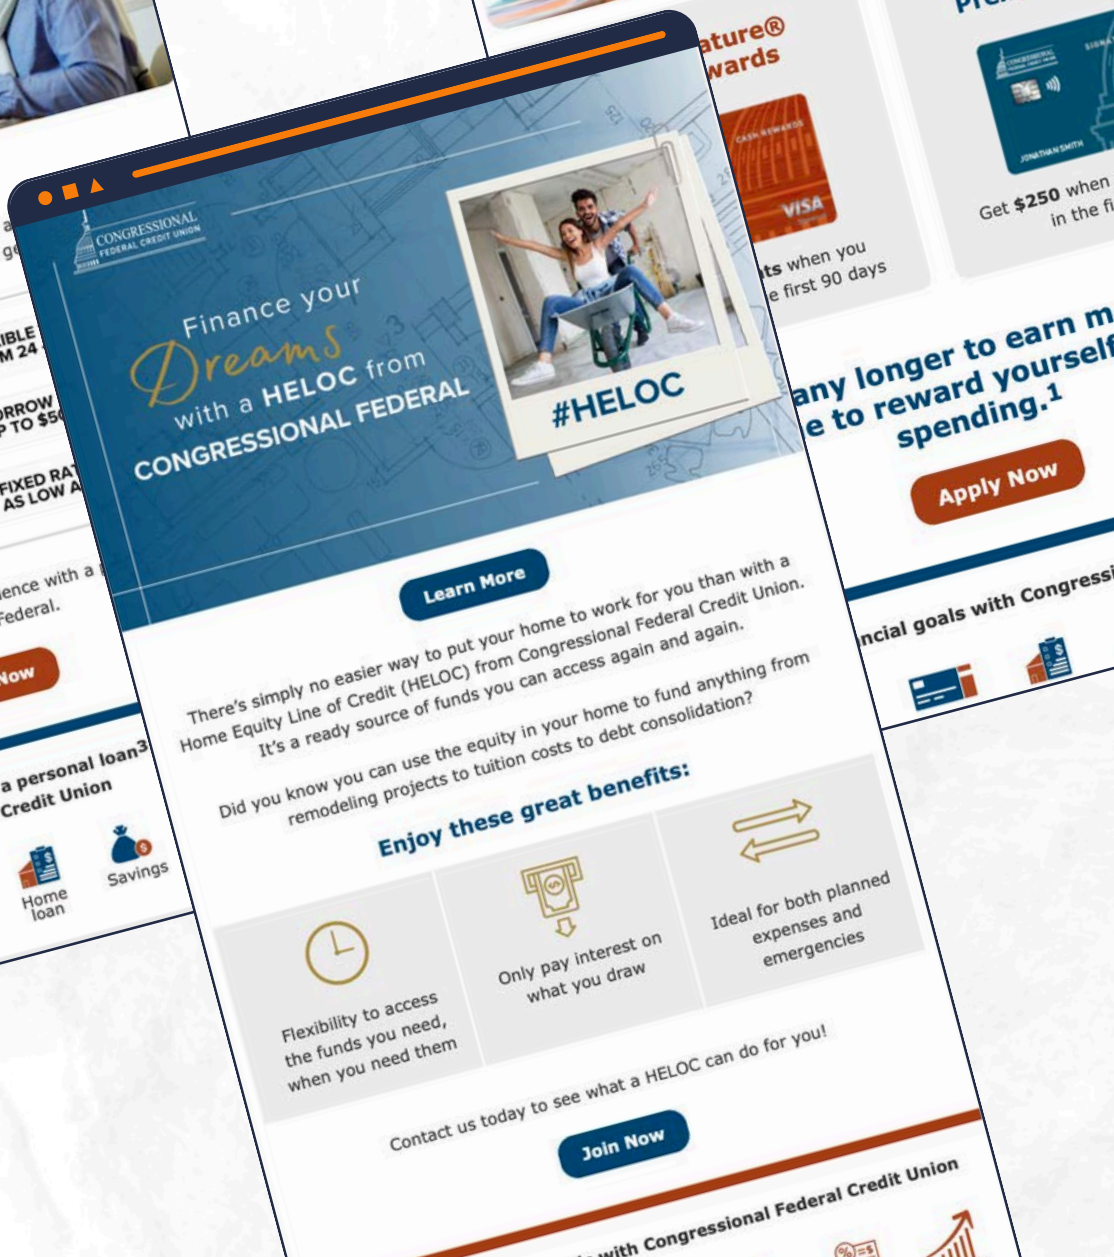 CONGRESSIONAL
FEDERAL CREDIT UNION
Finance your
Dreams
with a HELOC from
CONGRESSIONAL FEDERAL
#HELOC
Learn More
There's simply no easier way to put your home to work for you than with a
Home Equity Line of Credit (HELOC) from Congressional Federal Credit Union.
It's a ready source of funds you can access again and again.
Did you know you can use the equity in your home to fund anything from
remodeling projects to tuition costs to debt consolidation?
Enjoy these great benefits:
Flexibility to access
the funds you need,
when you need them
Only pay interest on
what you draw
Ideal for both planned
expenses and
emergencies
Contact us today to see what a HELOC can do for you!
Join Now
with Congressional Federal Credit Union
M 24
UP TO $50
FIXED RAT
AS LOW A
with a
Federal.
Now
a personal loan3
Credit Union
Home
loan
Savings
ature®
wards
CASH REWARDS
VISA
ts when you
e first 90 days
CONGRESSIONAL
FEDERAL CREDIT UNION
JONATHAN SMITH
Get $250 when
in the fi
any longer to earn m
e to reward yourself
spending.1
Apply Now
ncial goals with Congressi